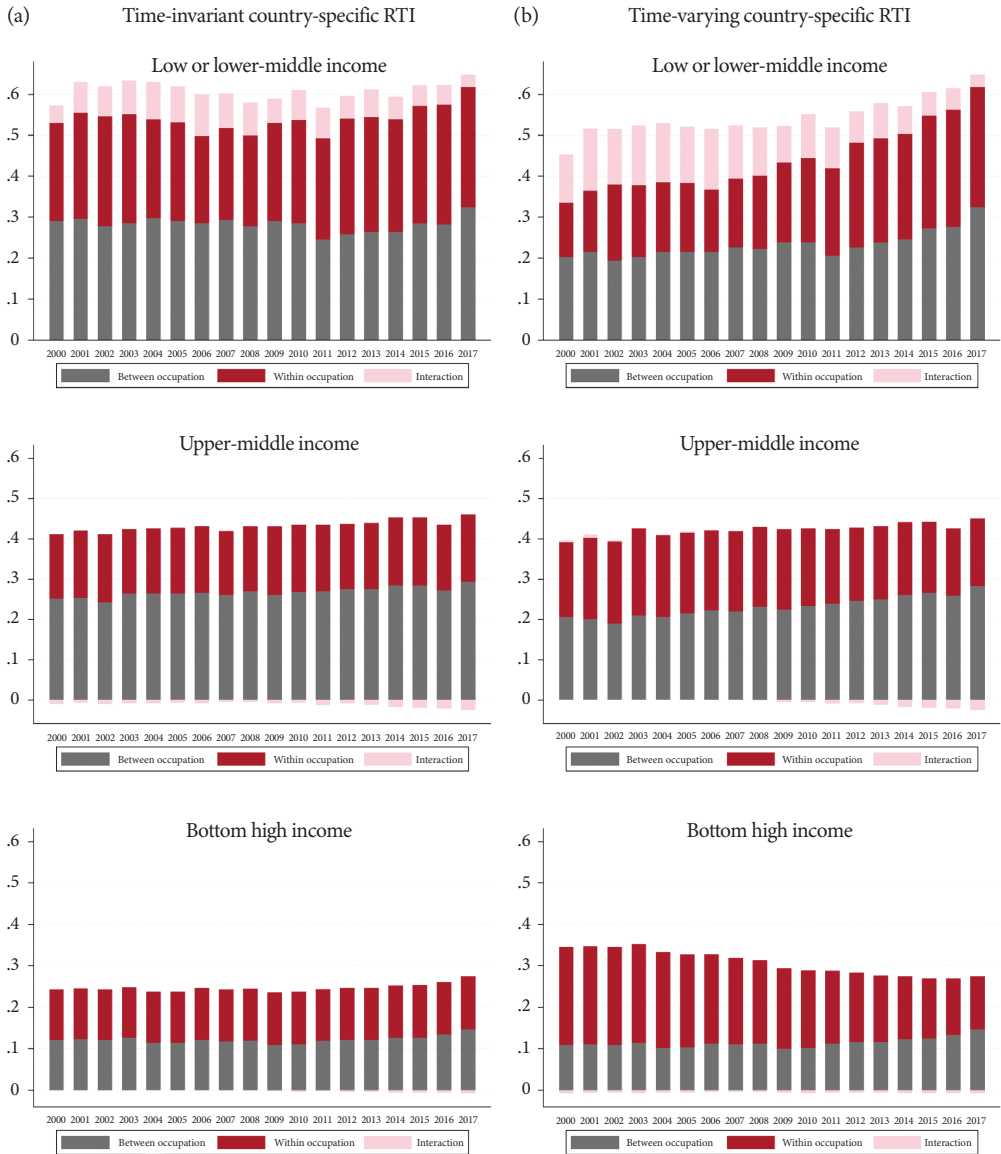 (a) Time-invariant country-specific RTI
Low or lower-middle income
.6
.5
.4
.3
.2
.1
0
2000 2001 2002 2003 2004 2005 2006 2007 2008 2009 2010 2011 2012 2013 2014 2015 2016 2017
Between occupation Within occupation Interaction
Upper-middle income
.6
.5
.4
.3
.2
.1
0
2000 2001 2002 2003 2004 2005 2006 2007 2008 2009 2010 2011 2012 2013 2014 2015 2016 2017
Between occupation Within occupation Interaction
Bottom high income
.6
.5
.4
.3
.2
.1
0
2000 2001 2002 2003 2004 2005 2006 2007 2008 2009 2010 2011 2012 2013 2014 2015 2016 2017
Between occupation Within occupation Interaction
(b) Time-varying country-specific RTI
Low or lower-middle income
.6
.5
.4
.3
.2
.1
0
2000 2001 2002 2003 2004 2005 2006 2007 2008 2009 2010 2011 2012 2013 2014 2015 2016 2017
Between occupation Within occupation Interaction
Upper-middle income
.6
.5
.4
.3
.2
.1
0
2000 2001 2002 2003 2004 2005 2006 2007 2008 2009 2010 2011 2012 2013 2014 2015 2016 2017
Between occupation Within occupation Interaction
Bottom high income
.6
.5
.4
.3
.2
.1
0
2000 2001 2002 2003 2004 2005 2006 2007 2008 2009 2010 2011 2012 2013 2014 2015 2016 2017
Between occupation Within occupation Interaction